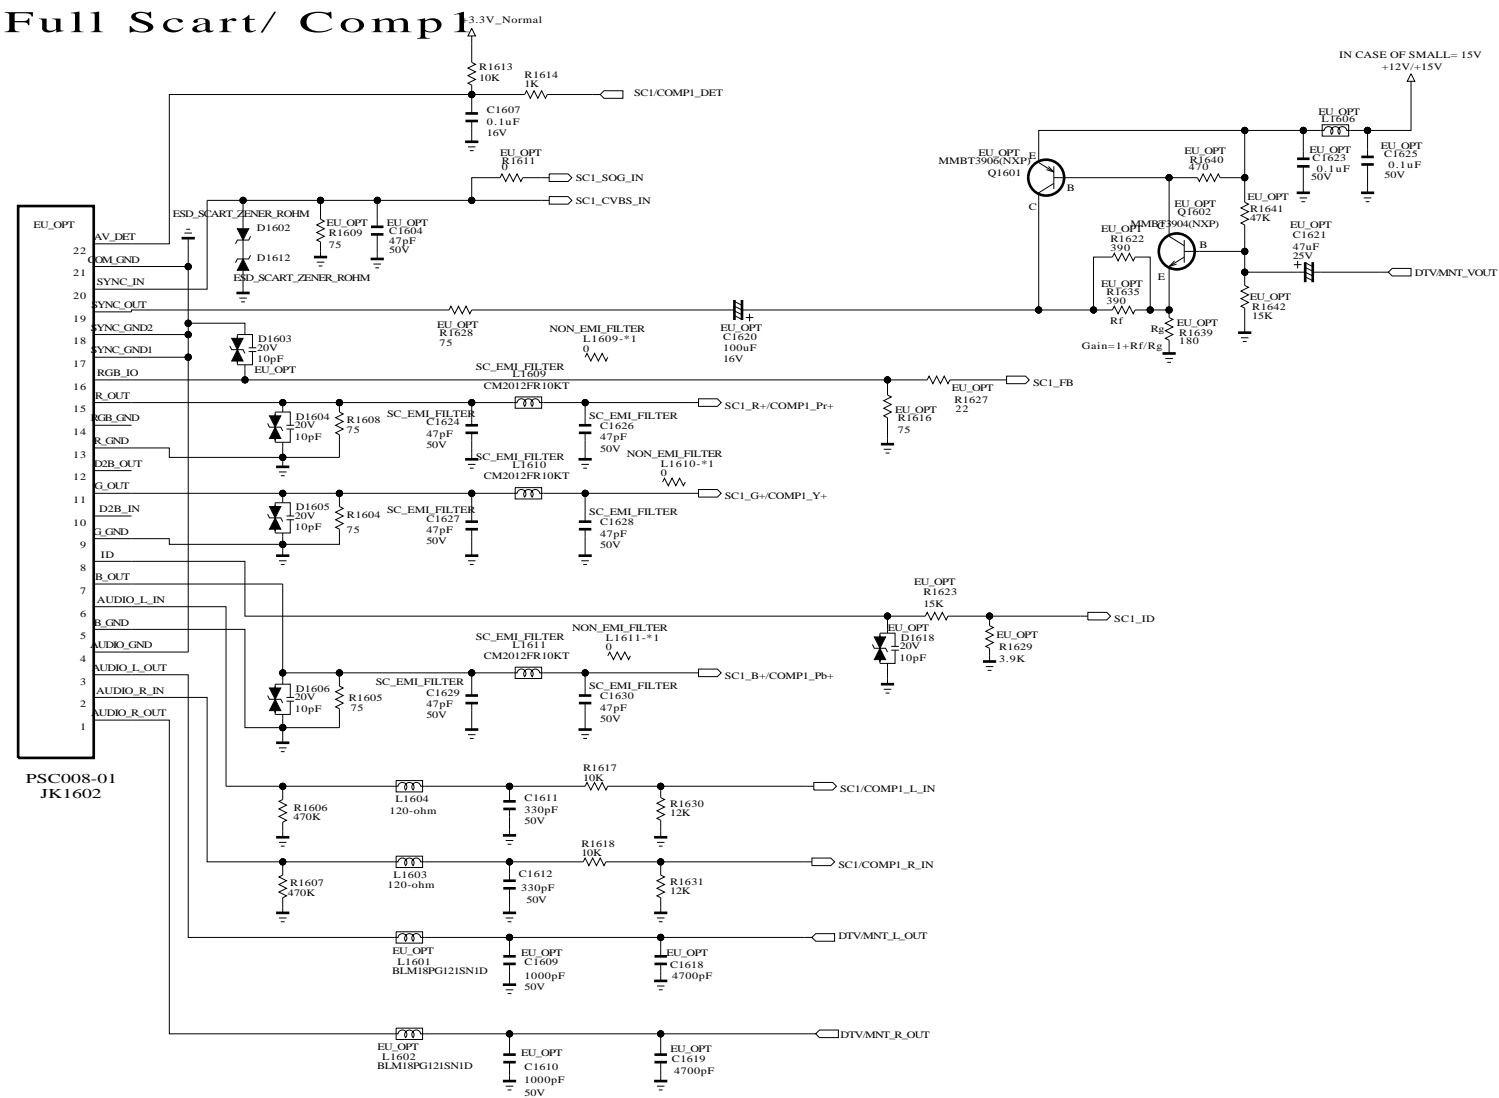 Full Scart/ Comp1
+3.3V_Normal
R1613
10K
R1614
1K
SC1/COMP1_DET
C1607
0.1uF
16V
EU_OPT
R1611
0
SC1_SOG_IN
SC1_CVBS_IN
IN CASE OF SMALL= 15V
+12V/+15V
EU_OPT
L1606
EU_OPT
C1623
0.1uF
50V
EU_OPT
C1625
0.1uF
50V
EU_OPT
MMBT3906(NXP)
Q1601
E
B
C
EU_OPT
R1640
470
EU_OPT
R1641
47K
EU_OPT
Q1602
MMBT3904(NXP)
C
B
E
EU_OPT
R1622
390
EU_OPT
R1635
390
Rf
EU_OPT
C1621
47uF
25V
+
DTV/MNT_VOUT
EU_OPT
R1642
15K
Rg
EU_OPT
R1639
180
Gain=1+Rf/Rg
ESD_SCART_ZENER_ROHM
D1602
D1612
ESD_SCART_ZENER_ROHM
EU_OPT
R1609
75
EU_OPT
C1604
47pF
50V
EU_OPT
AV_DET
22
COM_GND
21
SYNC_IN
20
SYNC_OUT
19
SYNC_GND2
18
SYNC_GND1
17
RGB_IO
16
R_OUT
15
RGB_GND
14
R_GND
13
D2B_OUT
12
G_OUT
11
D2B_IN
10
G_GND
9
ID
8
B_OUT
7
AUDIO_L_IN
6
B_GND
5
AUDIO_GND
4
AUDIO_L_OUT
3
AUDIO_R_IN
2
AUDIO_R_OUT
1
PSC008-01
JK1602
EU_OPT
R1628
75
EU_OPT
C1620
100uF
16V
+
D1603
20V
10pF
EU_OPT
NON_EMI_FILTER
L1609-*1
0
SC_EMI_FILTER
L1609
CM2012FR10KT
EU_OPT
R1627
22
SC1_FB
EU_OPT
R1616
75
D1604
20V
10pF
R1608
75
SC_EMI_FILTER
C1624
47pF
50V
SC_EMI_FILTER
C1626
47pF
50V
SC1_R+/COMP1_Pr+
SC_EMI_FILTER
L1610
CM2012FR10KT
NON_EMI_FILTER
L1610-*1
0
D1605
20V
10pF
R1604
75
SC_EMI_FILTER
C1627
47pF
50V
SC_EMI_FILTER
C1628
47pF
50V
SC1_G+/COMP1_Y+
EU_OPT
R1623
15K
SC1_ID
EU_OPT
D1618
20V
10pF
EU_OPT
R1629
3.9K
SC_EMI_FILTER
L1611
CM2012FR10KT
NON_EMI_FILTER
L1611-*1
0
D1606
20V
10pF
R1605
75
SC_EMI_FILTER
C1629
47pF
50V
SC_EMI_FILTER
C1630
47pF
50V
SC1_B+/COMP1_Pb+
R1606
470K
L1604
120-ohm
C1611
330pF
50V
R1617
10K
R1630
12K
SC1/COMP1_L_IN
R1607
470K
L1603
120-ohm
C1612
330pF
50V
R1618
10K
R1631
12K
SC1/COMP1_R_IN
EU_OPT
L1601
BLM18PG121SN1D
EU_OPT
C1609
1000pF
50V
EU_OPT
C1618
4700pF
DTV/MNT_L_OUT
EU_OPT
L1602
BLM18PG121SN1D
EU_OPT
C1610
1000pF
50V
EU_OPT
C1619
4700pF
DTV/MNT_R_OUT